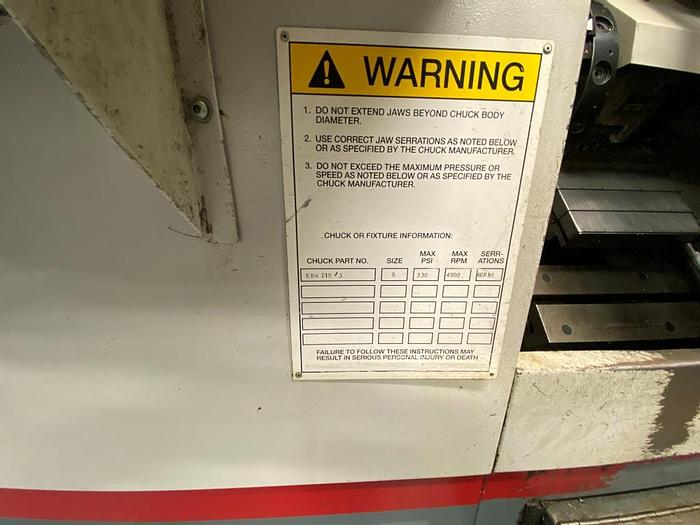 WARNING
1. DO NOT EXTEND JAWS BEYOND CHUCK BODY
DIAMETER.
2. USE CORRECT JAW SERRATIONS AS NOTED BELOW
OR AS SPECIFIED BY THE CHUCK MANUFACTURER.
3. DO NOT EXCEED THE MAXIMUM PRESSURE OR
SPEED AS NOTED BELOW OR AS SPECIFIED BY THE
CHUCK MANUFACTURER.
CHUCK OR FIXTURE INFORMATION:
MAX MAX SERR-
CHUCK PART NO. SIZE PSI RPM ATIONS
210 330 4500
FAILURE TO FOLLOW THESE INSTRUCTIONS MAY
RESULT IN SERIOUS PERSONAL INJURY OR DEATH